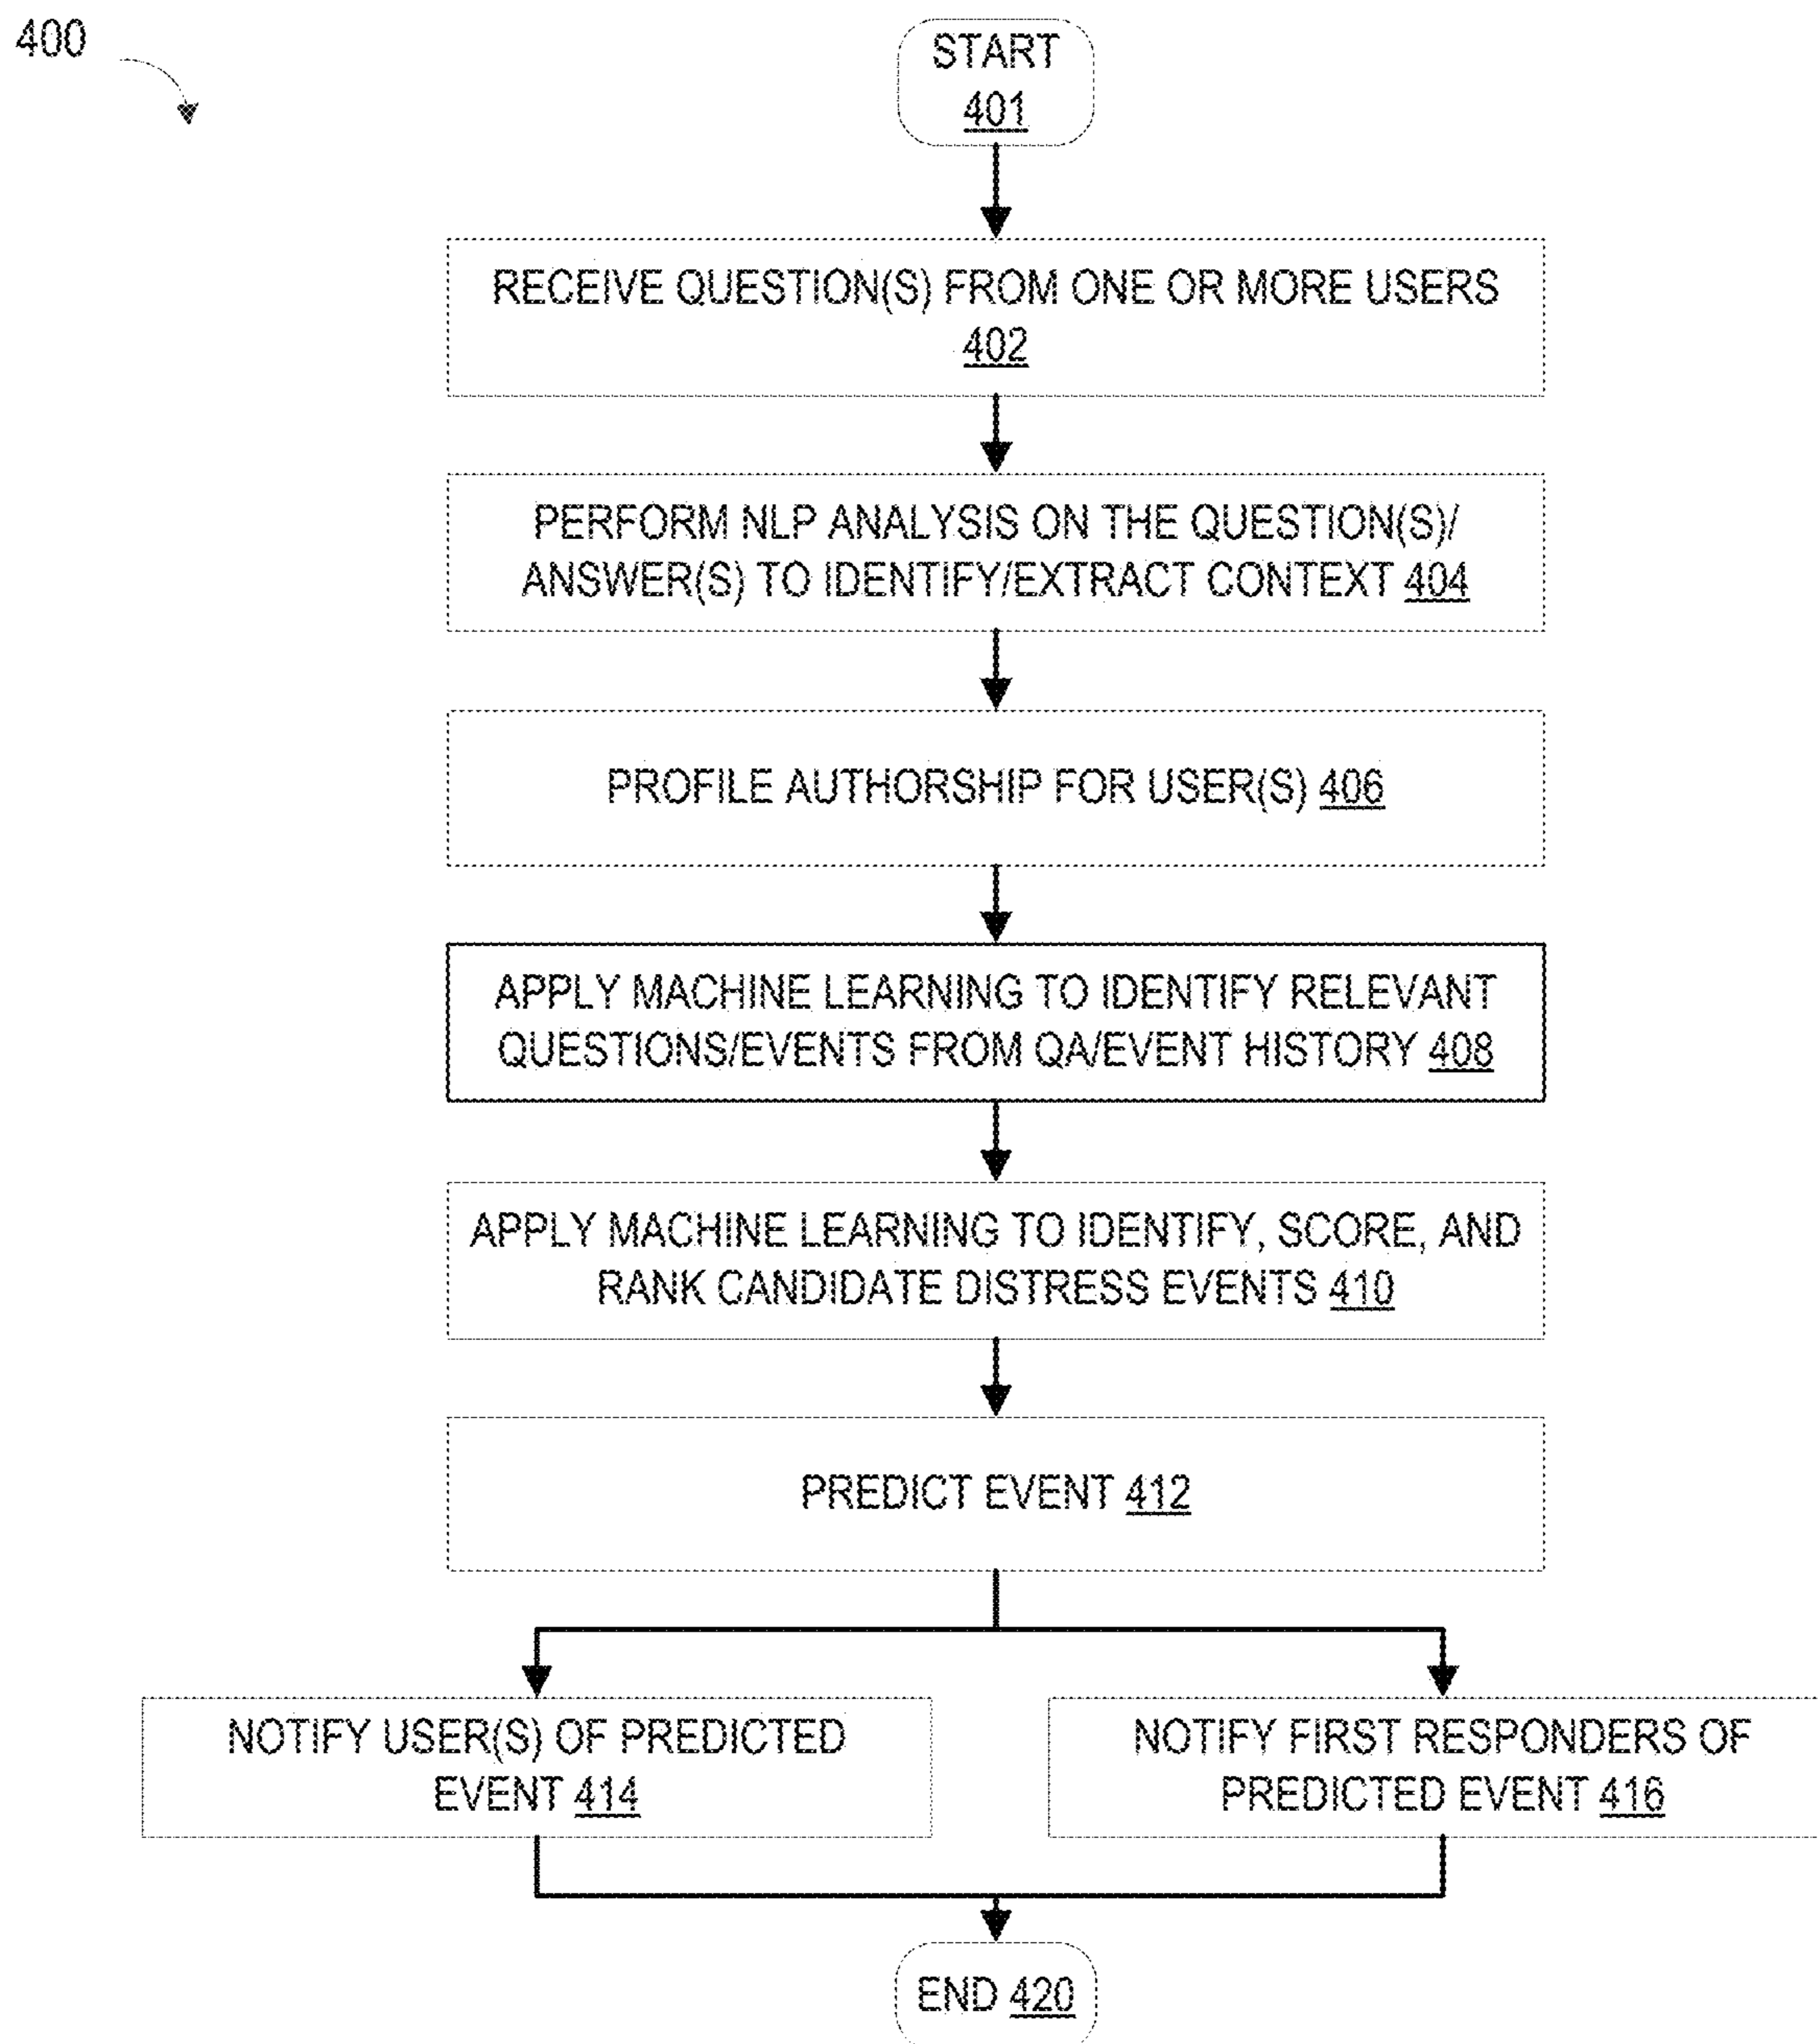 400
START
401
RECEIVE QUESTION(S) FROM ONE OR MORE USERS
402
PERFORM NLP ANALYSIS ON THE QUESTION(S)/
ANSWER(S) TO IDENTIFY/EXTRACT CONTEXT 404
PROFILE AUTHORSHIP FOR USER(S) 406
APPLY MACHINE LEARNING TO IDENTIFY RELEVANT
QUESTIONS/EVENTS FROM QA/EVENT HISTORY 408
APPLY MACHINE LEARNING TO IDENTIFY, SCORE, AND
RANK CANDIDATE DISTRESS EVENTS 410
PREDICT EVENT 412
NOTIFY USER(S) OF PREDICTED
EVENT 414
NOTIFY FIRST RESPONDERS OF
PREDICTED EVENT 416
END 420